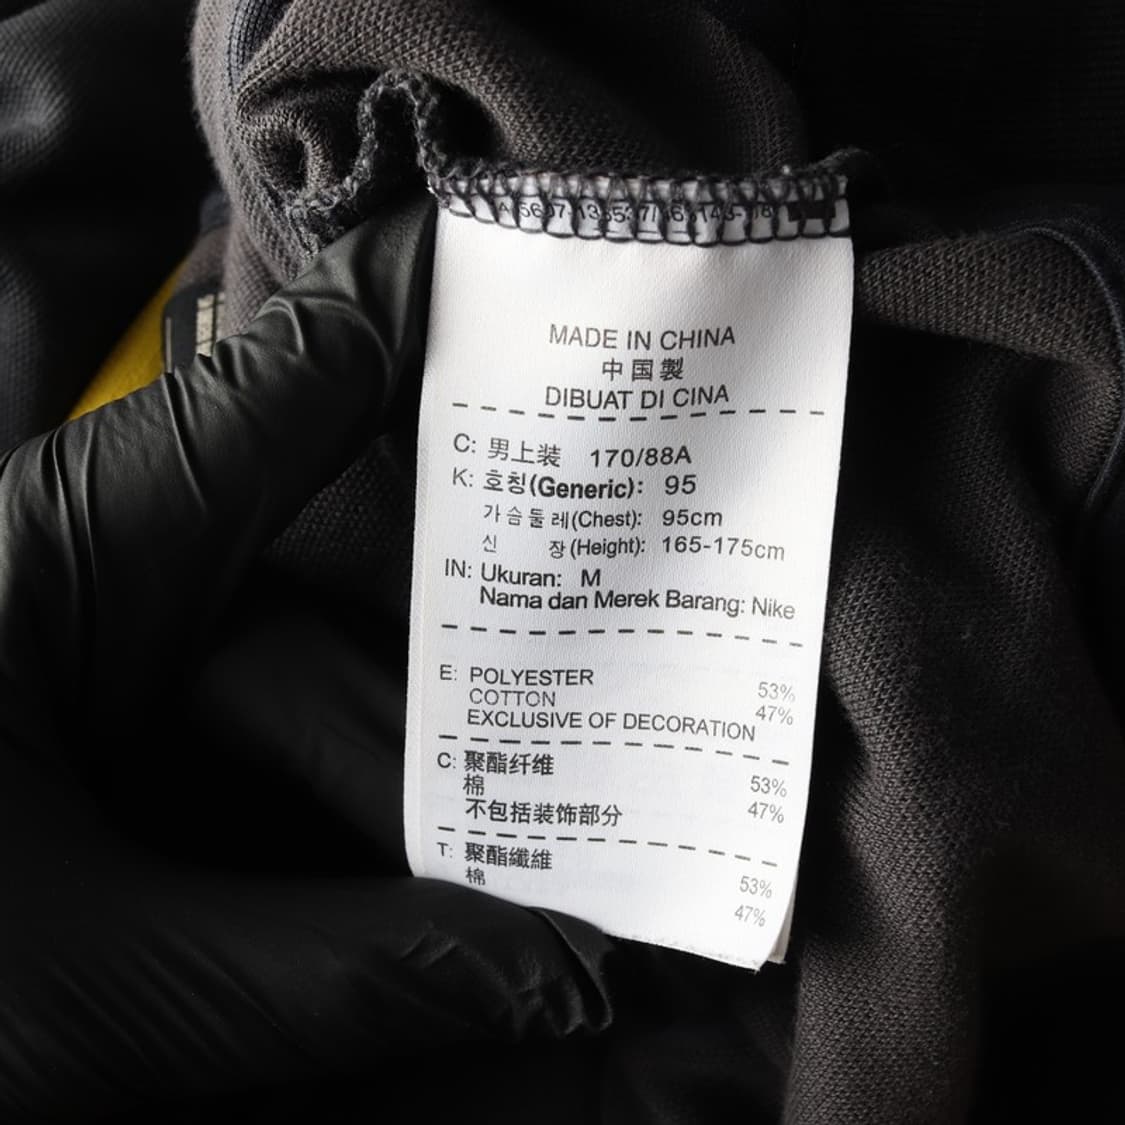 MADE IN CHINA
中国製
DIBUAT DI CINA
C: 男上装 170/88A
K: 호칭(Generic): 95
가슴둘레(Chest): 95cm
신 장(Height): 165-175cm
IN: Ukuran: M
Nama dan Merek Barang: Nike
E: POLYESTER 53%
COTTON 47%
EXCLUSIVE OF DECORATION
C: 聚酯纤维 53%
棉 47%
不包括装饰部分
T: 聚酯纖維 53%
棉 47%